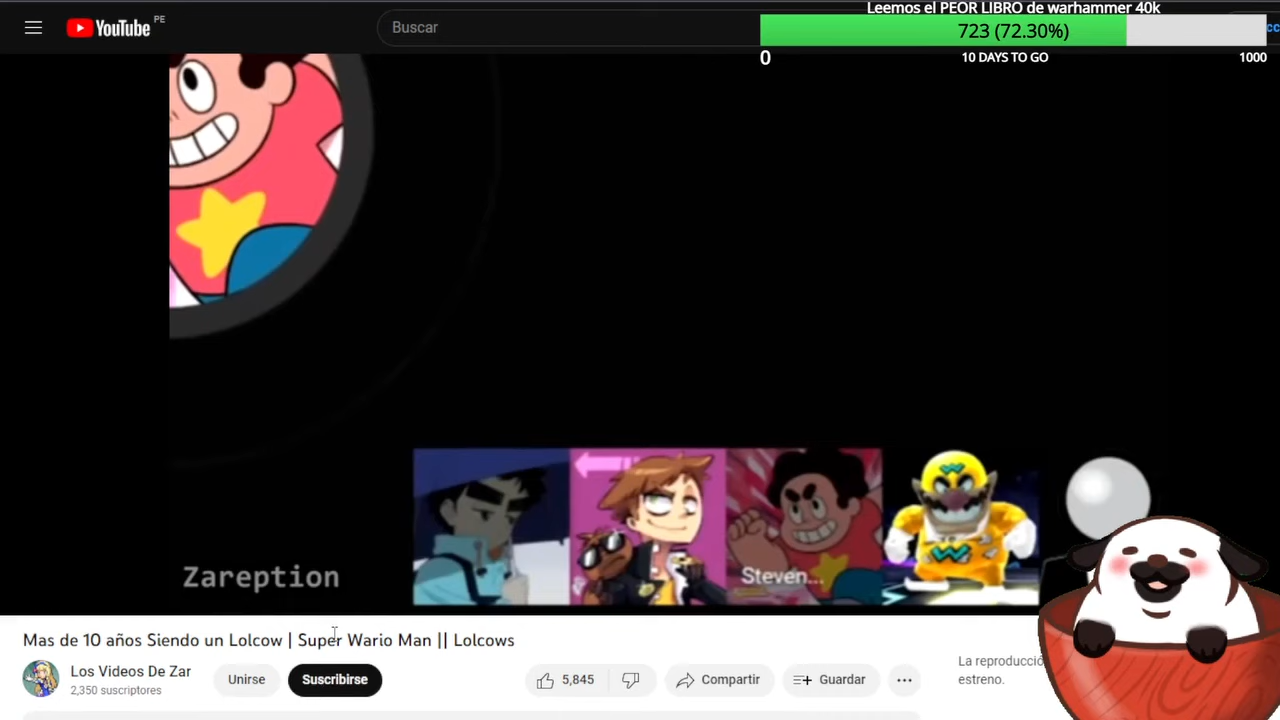 Leemos el PEOR LIBRO de warhammer 40k
YouTube PE
Buscar
723 (72.30%)
0
10 DAYS TO GO
1000
Steven...
Zareption
Mas de 10 años Siendo un Lolcow | Super Wario Man || Lolcows
Los Videos De Zar
2,350 suscriptores
Unirse
Suscribirse
5,845
Compartir
Guardar
La reproducció
estreno.